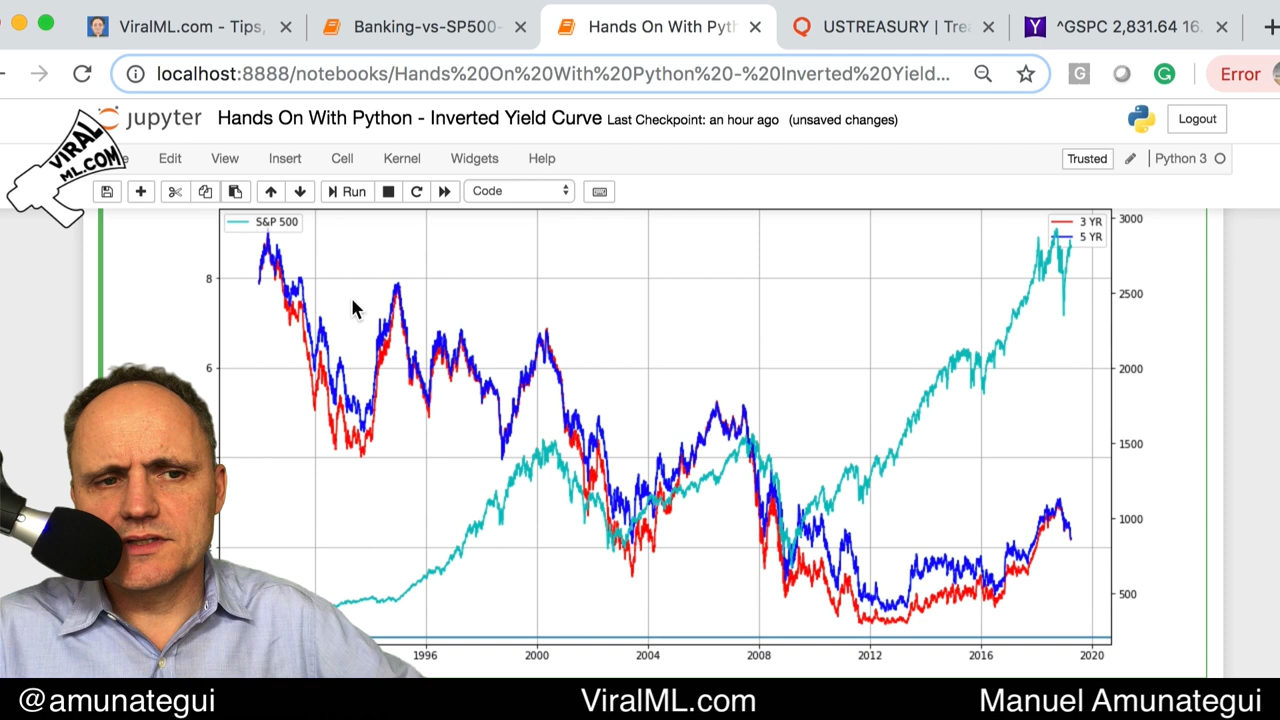 ViralML.com - Tips,
Banking-vs-SP500-
Hands On With Pyth
USTREASURY | Trea
^GSPC 2,831.64 16.
localhost:8888/notebooks/Hands%20On%20With%20Python%20-%20Inverted%20Yield...
G
G
Error
jupyter
Hands On With Python - Inverted Yield Curve
Last Checkpoint: an hour ago
(unsaved changes)
Logout
VIRAL
ML.COM
Edit
View
Insert
Cell
Kernel
Widgets
Help
Trusted
Python 3
Run
Code
S&P 500
3 YR
5 YR
8
6
3000
2500
2000
1500
1000
500
1996
2000
2004
2008
2012
2016
2020
@amunategui
ViralML.com
Manuel Amunategui